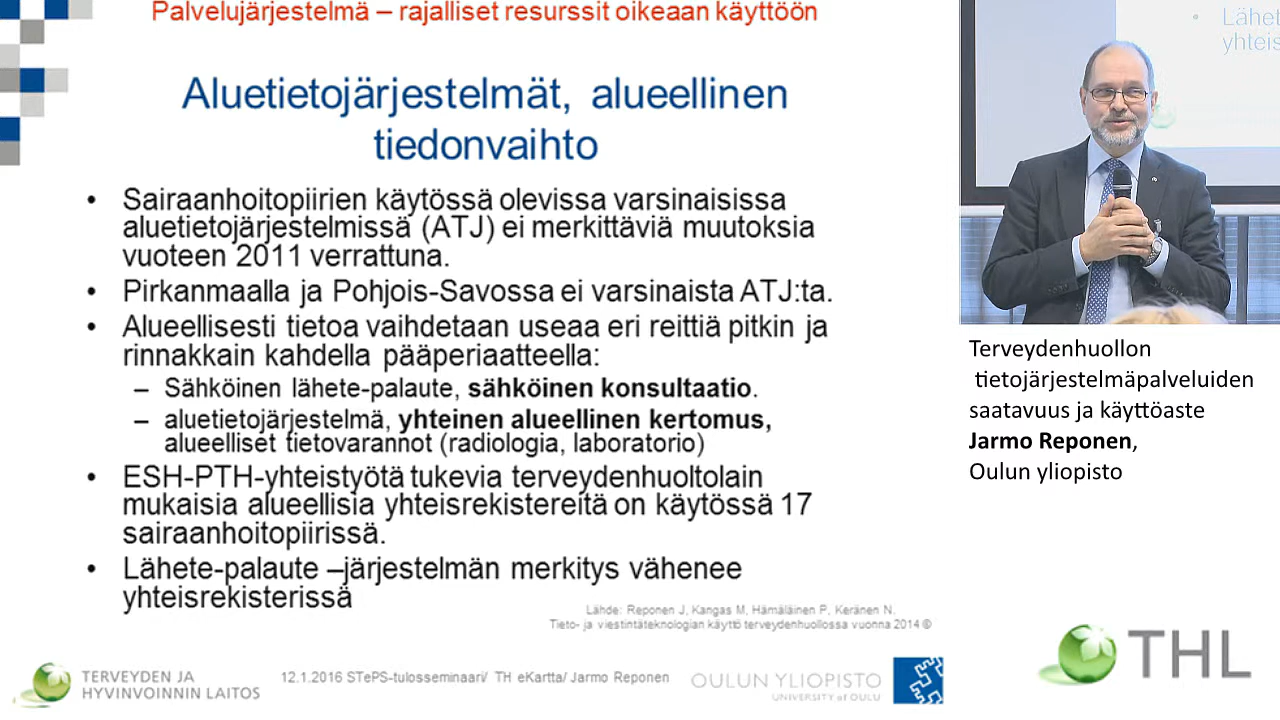 Palvelujärjestelmä – rajalliset resurssit oikeaan käyttöön
Aluetietojärjestelmät, alueellinen
tiedonvaihto
• Sairaanhoitopiirien käytössä olevissa varsinaisissa
aluetietojärjestelmissä (ATJ) ei merkittäviä muutoksia
vuoteen 2011 verrattuna.
• Pirkanmaalla ja Pohjois-Savossa ei varsinaista ATJ:ta.
• Alueellisesti tietoa vaihdetaan useaa eri reittiä pitkin ja
rinnakkain kahdella pääperiaatteella:
– Sähköinen lähete-palaute, sähköinen konsultaatio.
– aluetietojärjestelmä, yhteinen alueellinen kertomus,
alueelliset tietovarannot (radiologia, laboratorio)
• ESH-PTH-yhteistyötä tukevia terveydenhuoltolain
mukaisia alueellisia yhteisrekistereitä on käytössä 17
sairaanhoitopiirissä.
• Lähete-palaute –järjestelmän merkitys vähenee
yhteisrekisterissä
Lähde: Reponen J, Kangas M, Hämäläinen P, Keränen N.
Tieto- ja viestintäteknologian käyttö terveydenhuollossa vuonna 2014 ©
TERVEYDEN JA
HYVINVOINNIN LAITOS
12.1.2016 STePS-tulosseminaari/ TH eKartta/ Jarmo Reponen
OULUN YLIOPISTO
UNIVERSITY of OULU
• Lähet
yhteis
Terveydenhuollon
tietojärjestelmäpalveluiden
saatavuus ja käyttöaste
Jarmo Reponen,
Oulun yliopisto
THL